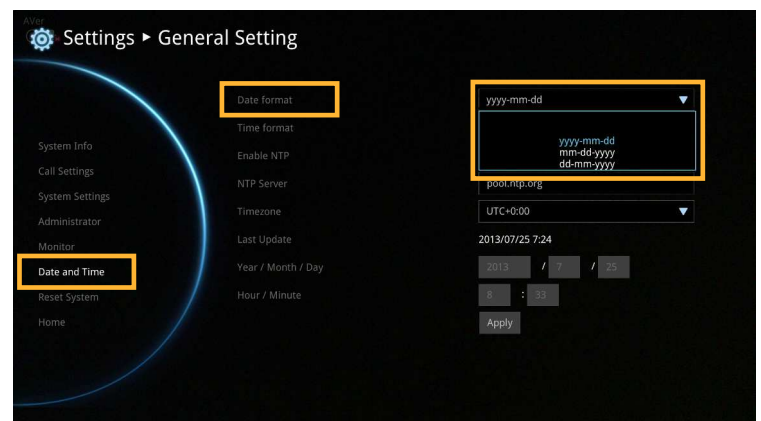 AVer
Settings ► General Setting
System Info
Call Settings
System Settings
Administrator
Monitor
Date and Time
Reset System
Home
Date format
yyyy-mm-dd
yyyy-mm-dd
mm-dd-yyyy
dd-mm-yyyy
Time format
Enable NTP
NTP Server
pool.ntp.org
Timezone
UTC+0:00
Last Update
2013/07/25 7:24
Year / Month / Day
2013 / 7 / 25
Hour / Minute
8 : 33
Apply